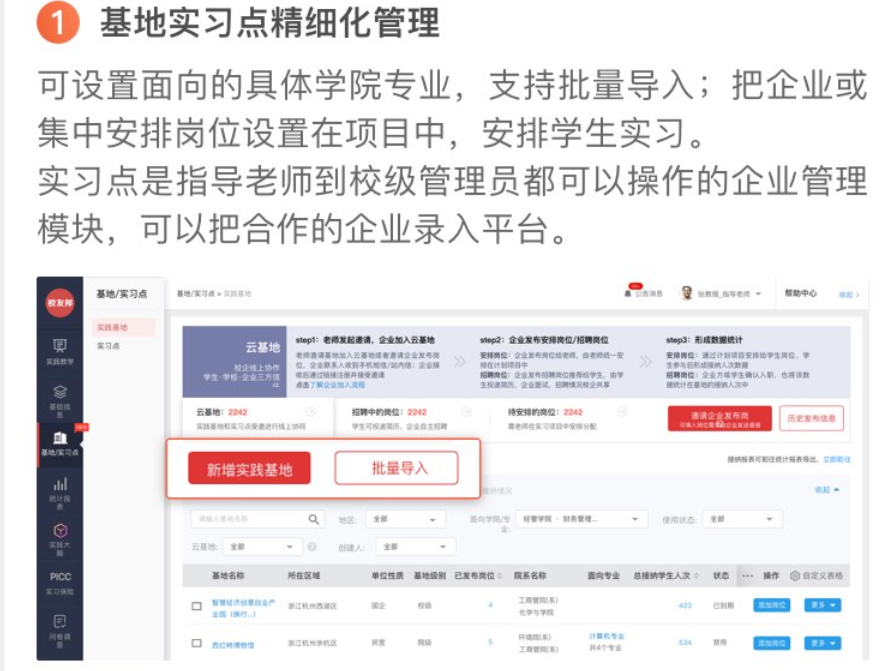 1 基地实习点精细化管理
可设置面向的具体学院专业，支持批量导入；把企业或
集中安排岗位设置在项目中，安排学生实习。
实习点是指导老师到校级管理员都可以操作的企业管理
模块，可以把合作的企业录入平台。
校友邦
基地/实习点
基地/实习点 > 实践基地
公告消息
张教授_指导老师
帮助中心
收起 >
实践教学
基础信息
基地/实习点
统计报表
实践大脑
PICC
实习保险
问卷调查
实践基地
实习点
云基地
校企线上协作
学生·学校·企业三方信
step1：老师发起邀请，企业加入云基地
老师邀请基地加入云基地或者邀请企业发布岗
位，企业联系人收到手机短信/站内信；企业接
收后通过链接注册并接受邀请
点击了解企业加入流程
step2：企业发布安排岗位/招聘岗位
安排岗位：企业发布岗位给老师，由老师统一安
排在计划项目中
招聘岗位：企业发布招聘岗位推荐给学生，由学
生投递简历、企业面试，招聘情况校企共享
step3：形成数据统计
安排岗位：通过计划项目安排给学生岗位，学
生参与后形成接纳人次数据
招聘岗位：企业方或学生确认入职，也将该数
据统计在基地的接纳人次中
云基地：2242
实践基地和实习点受邀进行线上协同
招聘中的岗位：2242
学生可投递简历，企业自主招聘
待安排的岗位：2242
需老师在实习项目中安排分配
邀请企业发布岗
历史发布信息
接纳报表可前往统计报表导出，立即前往
新增实践基地
批量导入
接纳情况
收起
请输入基地名称
地区：
全部
面向学院/专业：
经管学院 · 财务管理...
使用状态：
全部
云基地：
全部
创建人：
全部
基地名称 所在区域 单位性质 基地级别 已发布岗位 院系名称 面向专业 总接纳学生人次 状态 ··· 操作 自定义表格
智慧经济创意创业产
业园（换行..） 浙江杭州西湖区 国企 校级 4 工商管院(系)
化学与学院 423 已到期 添加岗位 更多
西红柿博物馆 浙江杭州余杭区 民营 院级 5 环境院(系)
工商管院(系) 计算机专业
共4个专业 534 禁用 添加岗位 更多